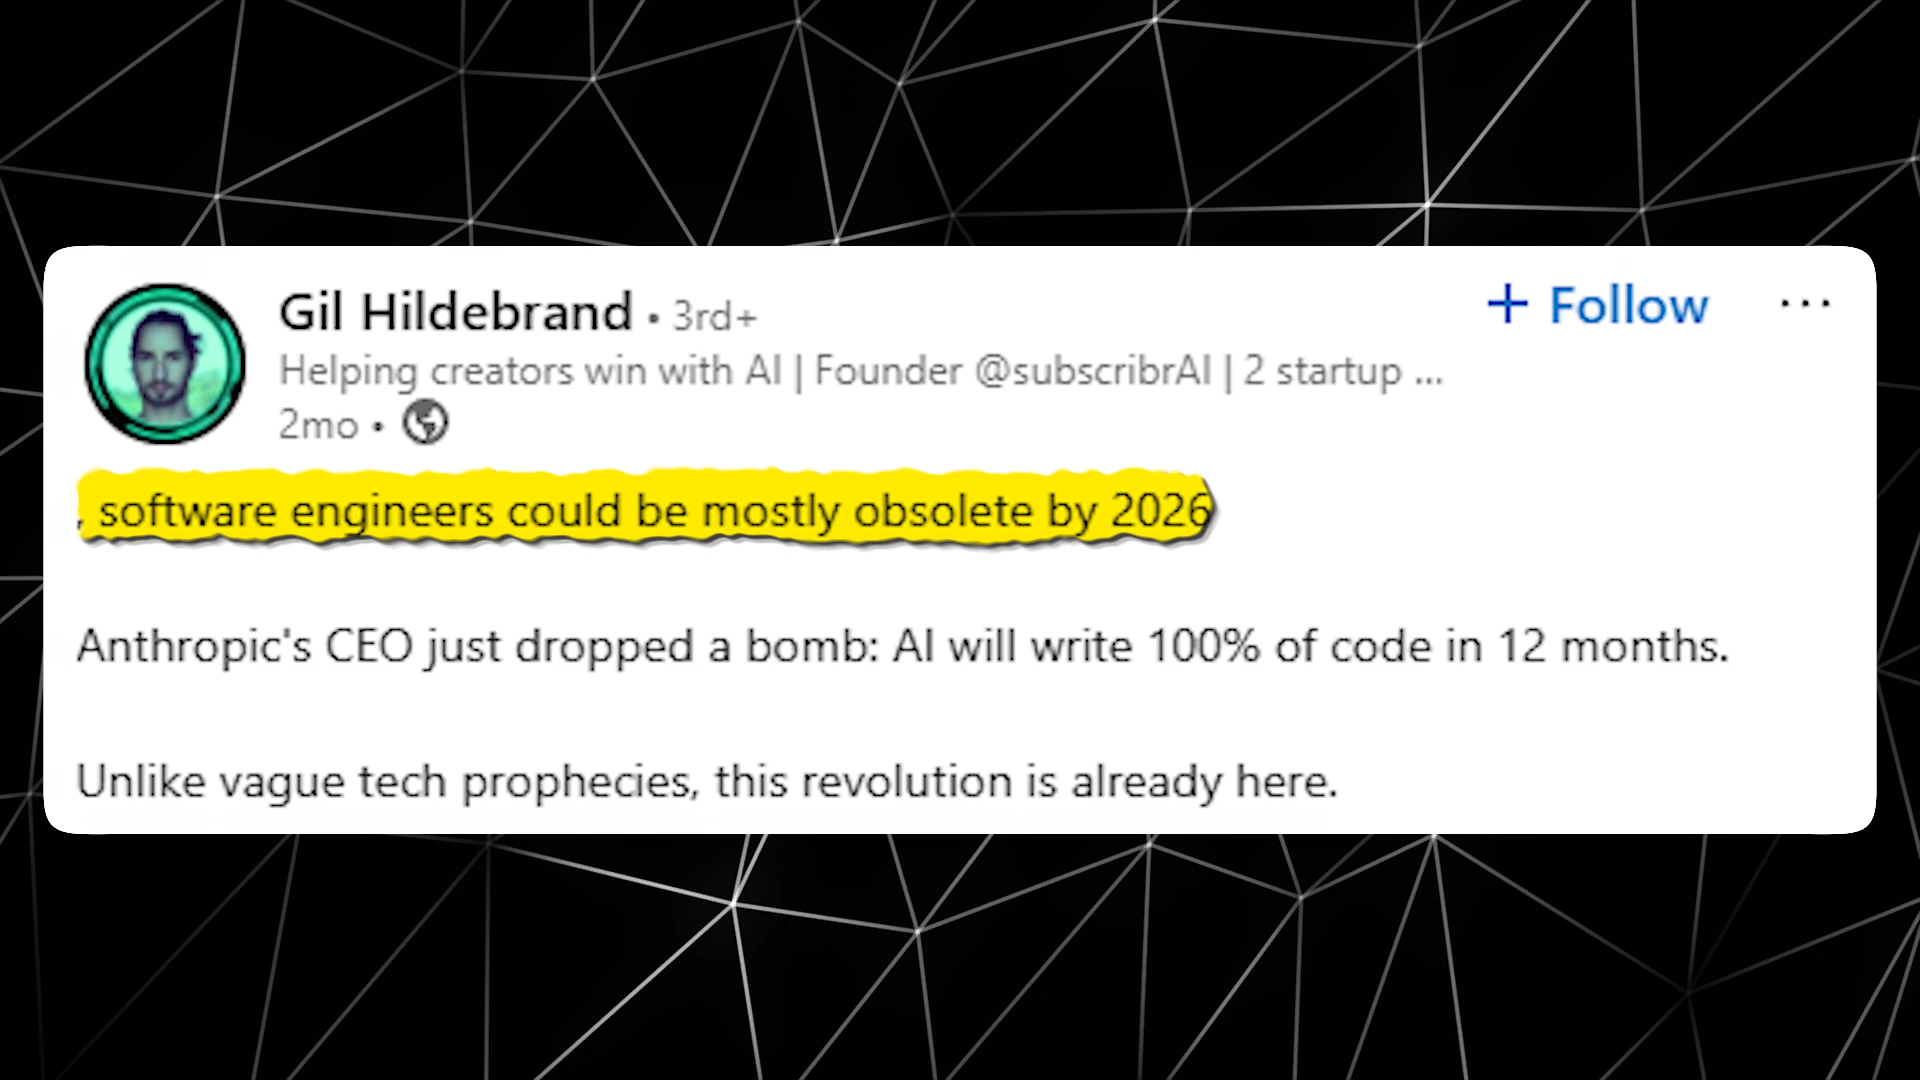 Gil Hildebrand • 3rd+
+ Follow ...
Helping creators win with AI | Founder @subscribrAI | 2 startup ...
2mo •
, software engineers could be mostly obsolete by 2026
Anthropic's CEO just dropped a bomb: AI will write 100% of code in 12 months.
Unlike vague tech prophecies, this revolution is already here.